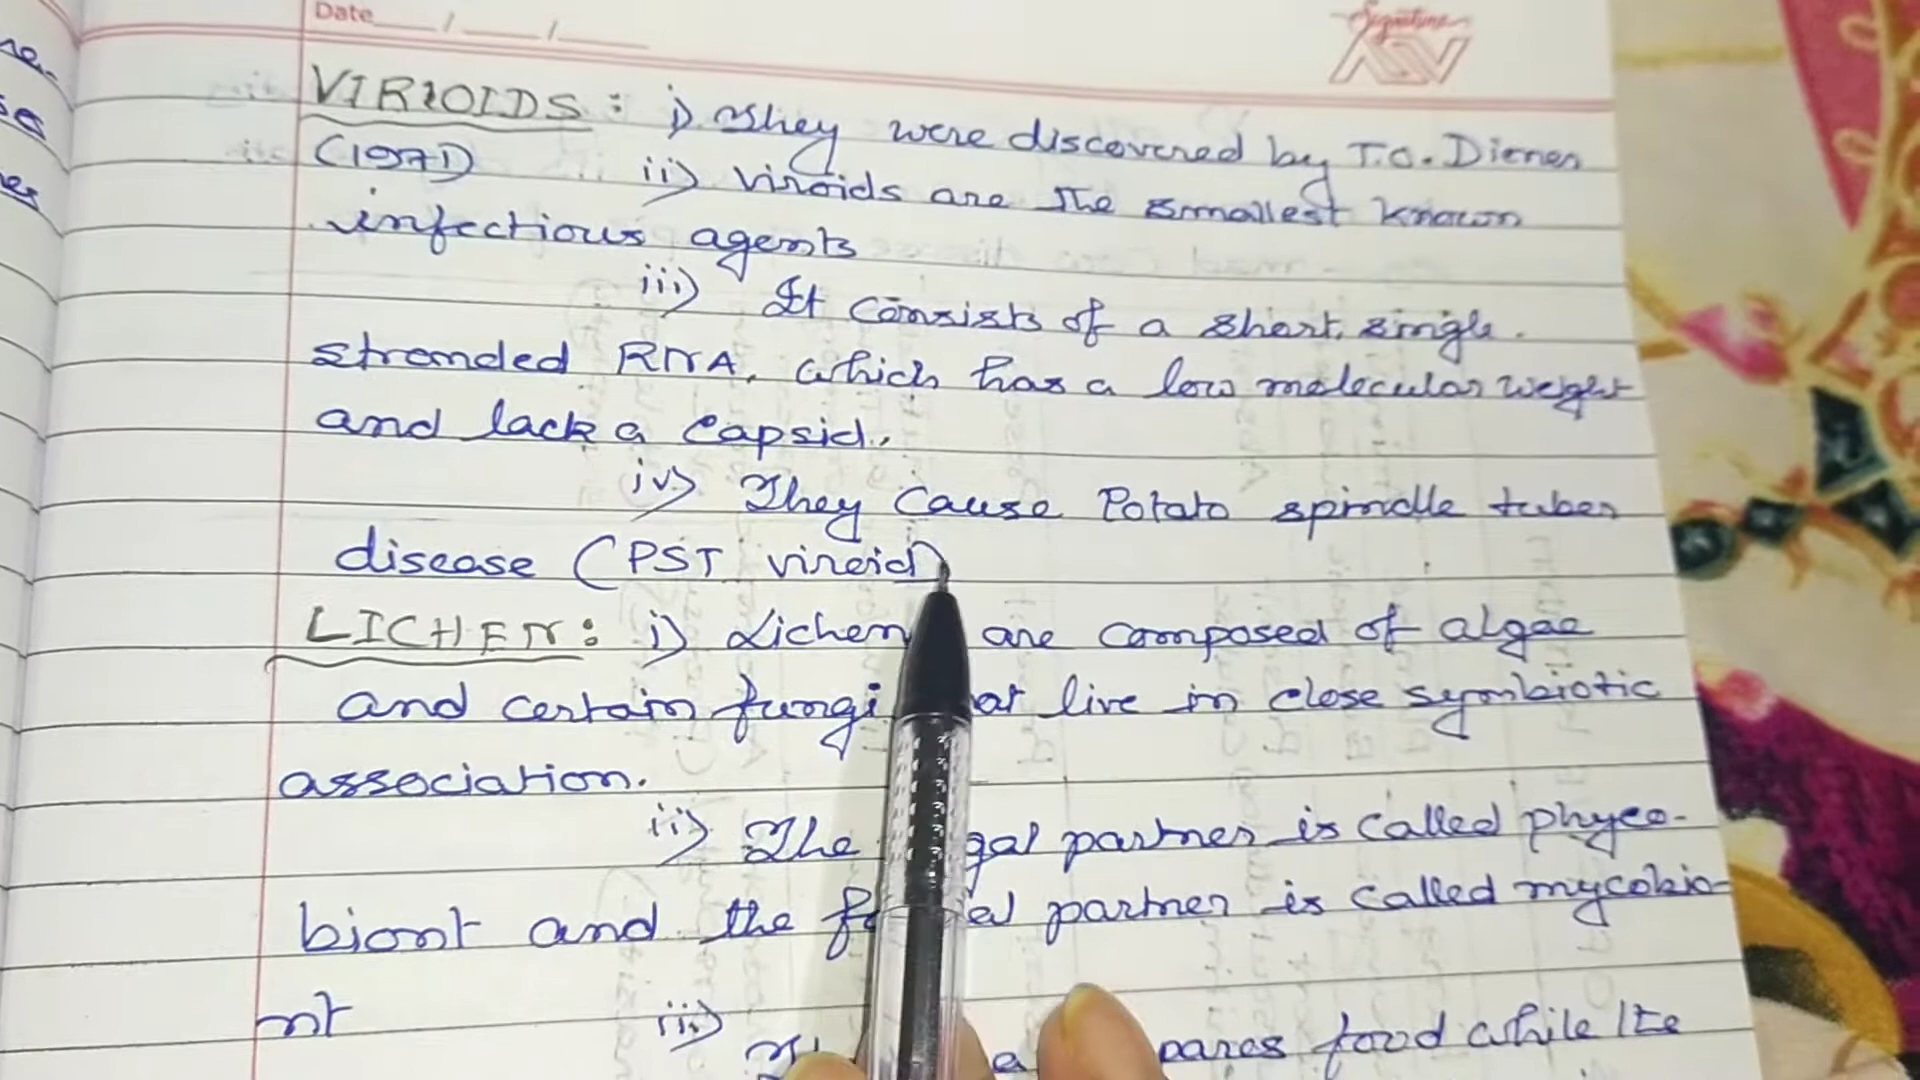 Date
Signature
VIRIOIDS : i) They were discovered by T.O. Diener
(1971) ii) viroids are the smallest known
infectious agents
iii) It consists of a short, single
stranded RNA, which has a low molecular weight
and lack a capsid.
iv) They cause Potato spindle tuber
disease (PST viroid)
LICHEN : i) Lichen are composed of algae
and certain fungi live in close symbiotic
association.
ii) The partner is called phyco-
biont and the partner is called mycobio-
nt iii) food while the